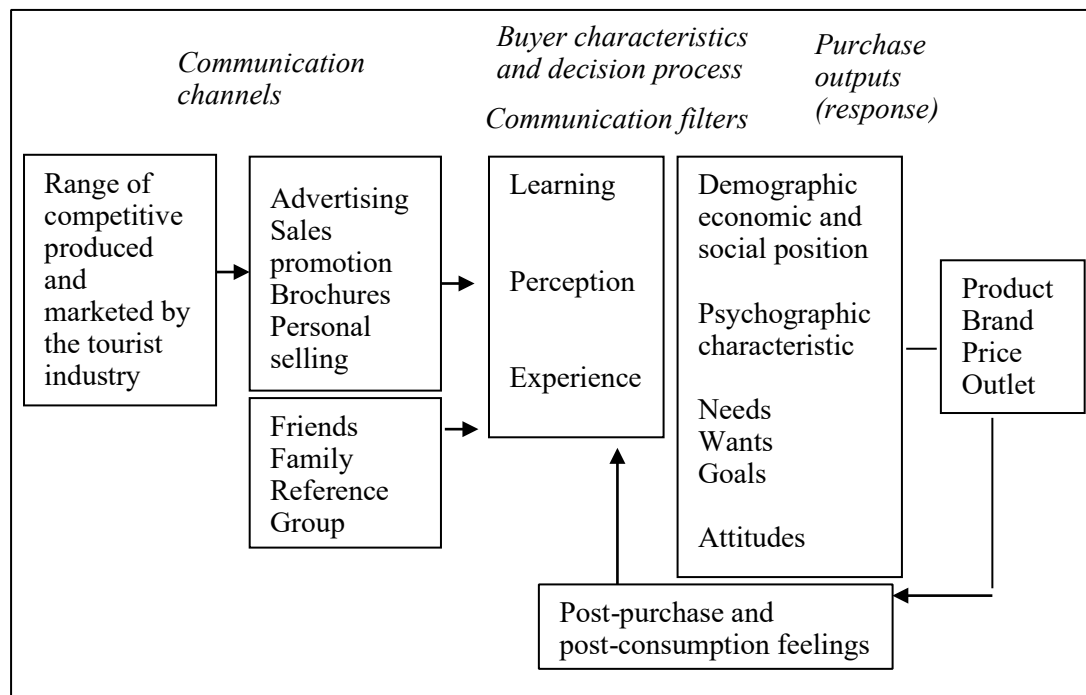 Communication
channels
Buyer characteristics
and decision process
Communication filters
Purchase
outputs
(response)
Range of
competitive
produced
and
marketed by
the tourist
industry
Advertising
Sales
promotion
Brochures
Personal
selling
Friends
Family
Reference
Group
Learning
Perception
Experience
Demographic
economic and
social position
Psychographic
characteristic
Needs
Wants
Goals
Attitudes
Product
Brand
Price
Outlet
Post-purchase and
post-consumption feelings